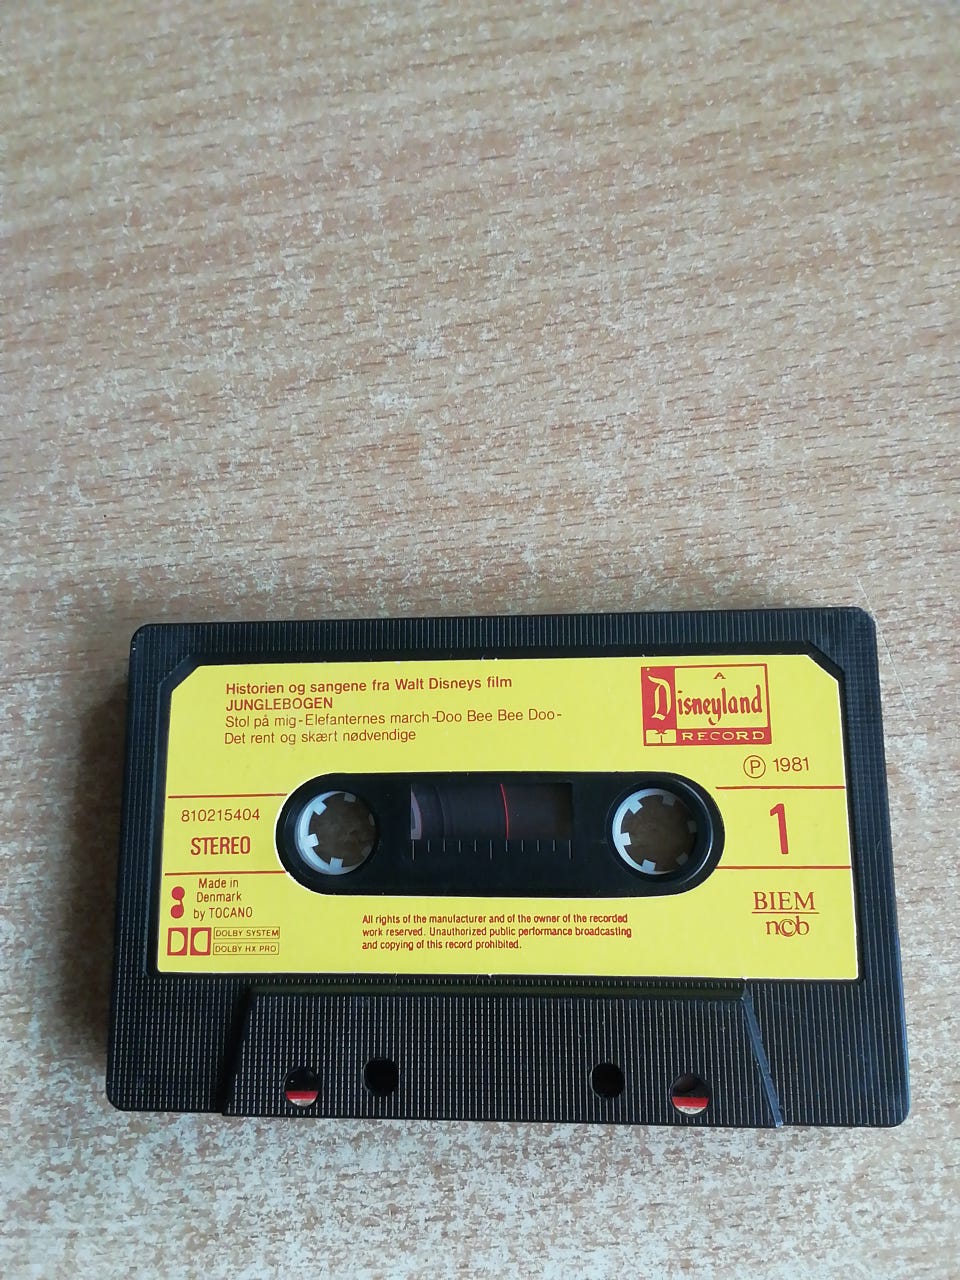 Historien og sangene fra Walt Disneys film
JUNGLEBOGEN
Stol på mig - Elefanternes march - Doo Bee Bee Doo -
Det rent og skært nødvendige
A
Disneyland
RECORD
Ⓟ 1981
810215404
STEREO
1
Made in
Denmark
by TOCANO
DOLBY SYSTEM
DOLBY HX PRO
All rights of the manufacturer and of the owner of the recorded
work reserved. Unauthorized public performance broadcasting
and copying of this record prohibited.
BIEM
n©b